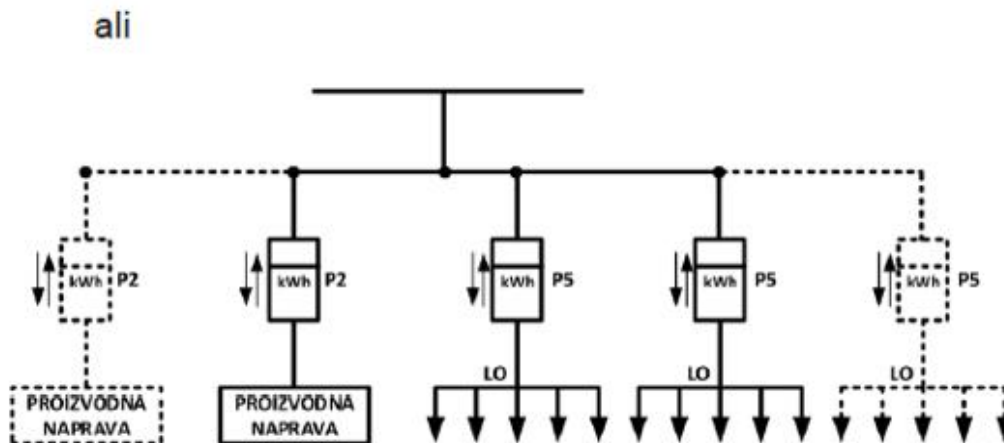 ali
kWh P2 kWh P2 kWh P5 kWh P5 kWh P5
LO LO LO
PROIZVODNA PROIZVODNA
NAPRAVA NAPRAVA